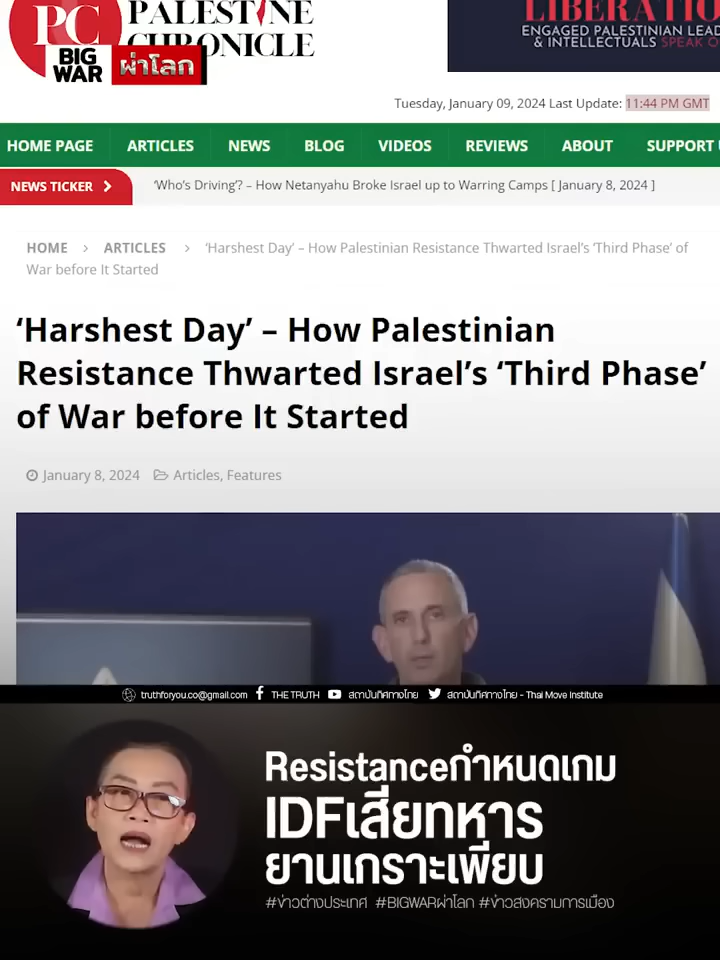 PC
PALESTINE
CHRONICLE
BIG
WAR
ผ่าโลก
LIBERATIO
ENGAGED PALESTINIAN LEAD
& INTELLECTUALS SPEAK O
Tuesday, January 09, 2024 Last Update: 11:44 PM GMT
HOME PAGE ARTICLES NEWS BLOG VIDEOS REVIEWS ABOUT SUPPORT U
NEWS TICKER ‘Who’s Driving’? – How Netanyahu Broke Israel up to Warring Camps [ January 8, 2024 ]
HOME > ARTICLES > ‘Harshest Day’ – How Palestinian Resistance Thwarted Israel’s ‘Third Phase’ of
War before It Started
‘Harshest Day’ – How Palestinian
Resistance Thwarted Israel’s ‘Third Phase’
of War before It Started
January 8, 2024 Articles, Features
truthforyou.co@gmail.com THE TRUTH สถาบันทิศทางไทย สถาบันทิศทางไทย - Thai Move Institute
Resistanceกำหนดเกม
IDFเสียทหาร
ยานเกราะเพียบ
#ข่าวต่างประเทศ #BIGWARผ่าโลก #ข่าวสงครามการเมือง